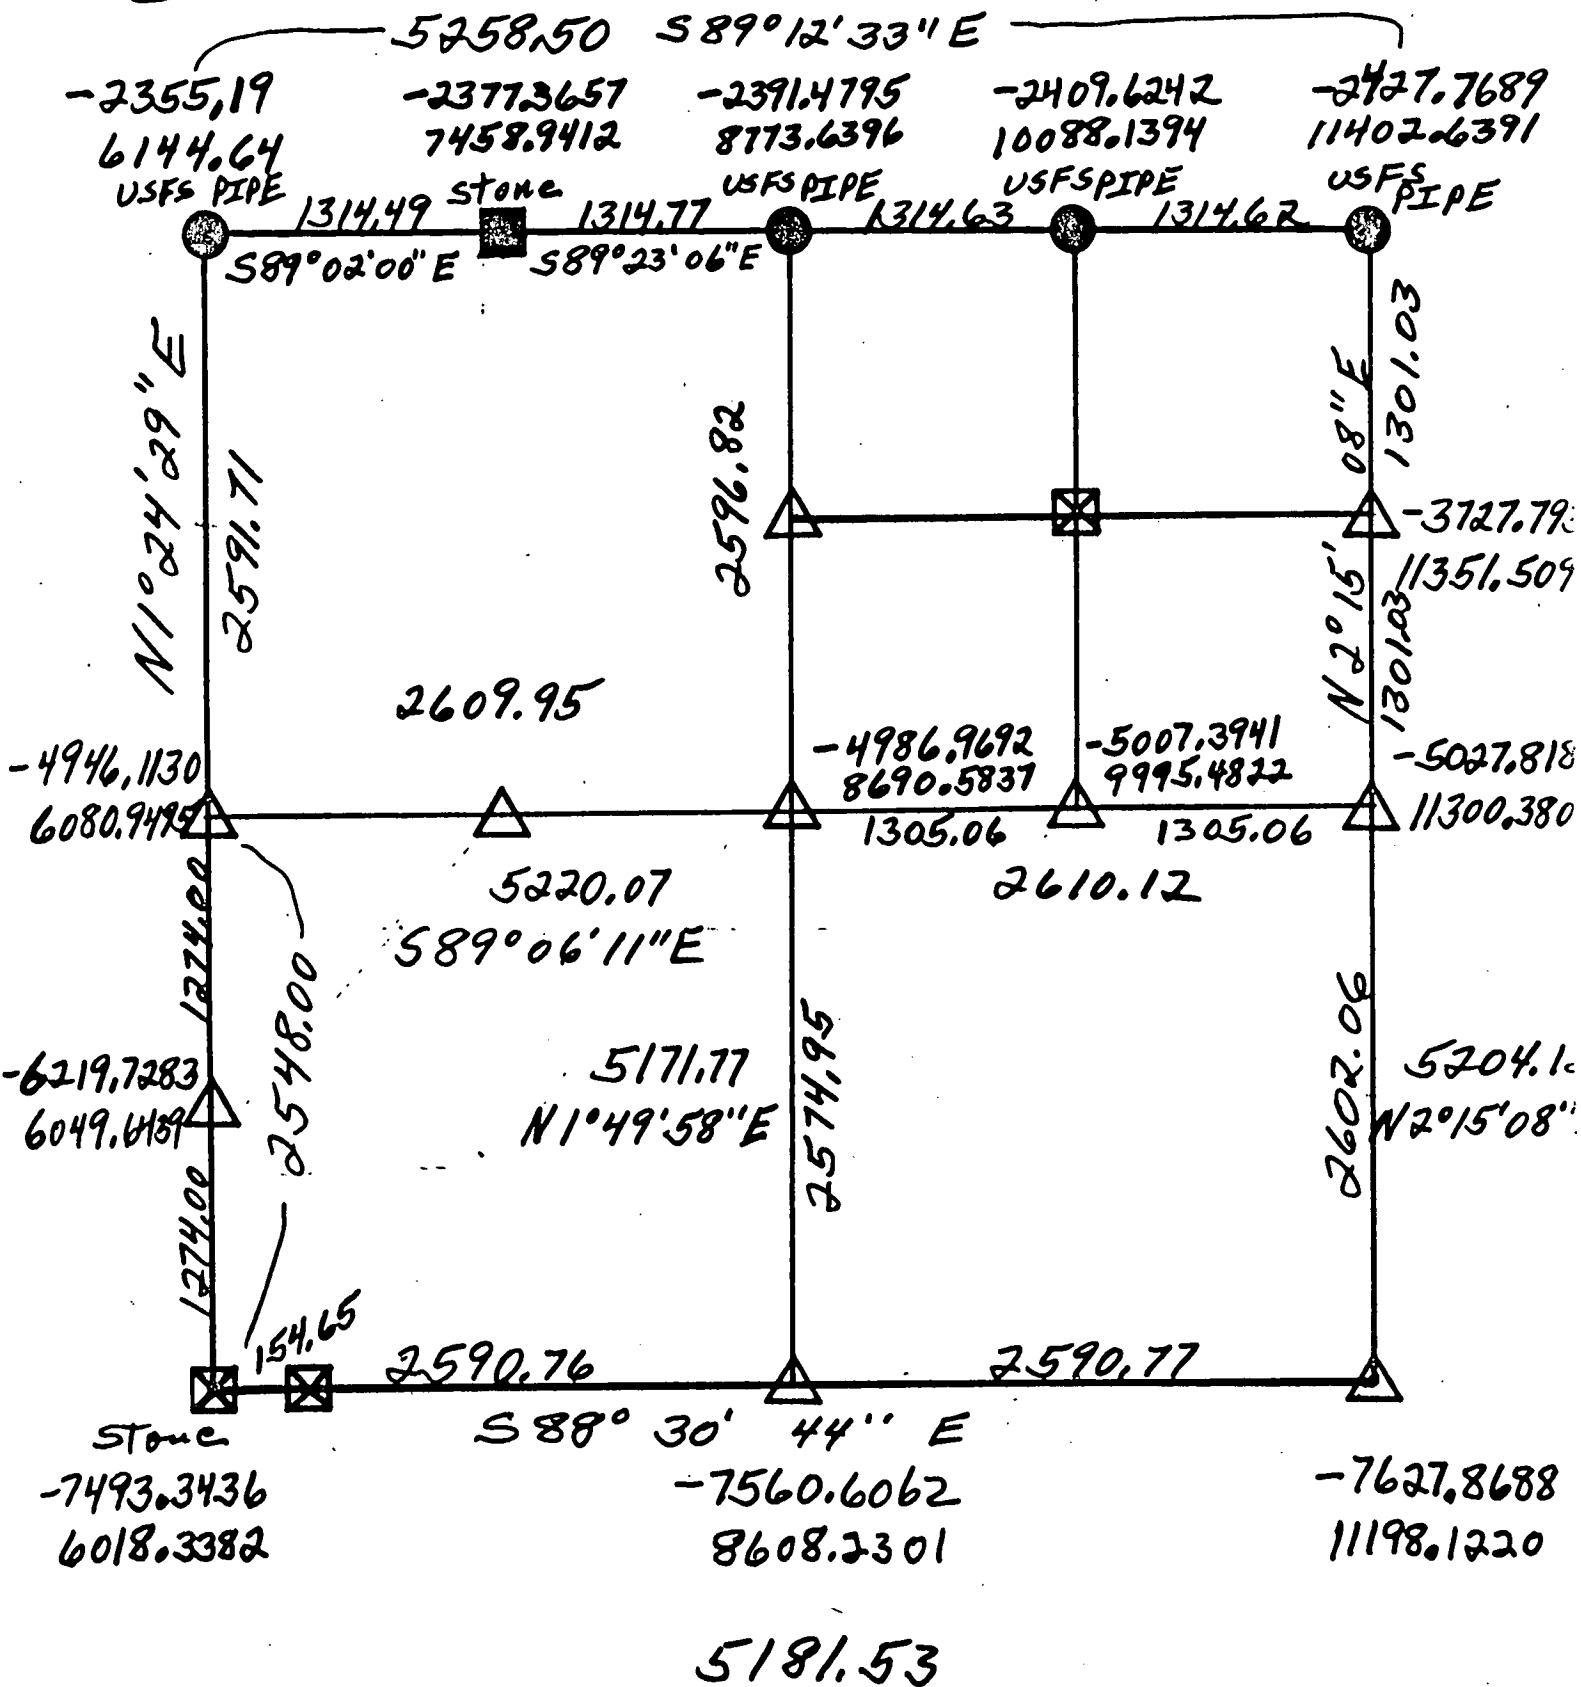 5258.50 S89°12'33"E
-2355.19 -2377.3657 -2391.4795 -2409.6242 -2427.7689
6144.64 7458.9412 8773.6396 10088.1394 11402.6391
USFS PIPE Stone USFS PIPE USFS PIPE USFS PIPE
1314.49 1314.77 1314.63 1314.62
S89°02'00"E S89°23'06"E
N1°24'29"E
2591.71
2596.82
N2°15'08"E
1301.03
1301.03
-3727.793
11351.509
2609.95
-4946.1130 -4986.9692 -5007.3941 -5027.818
6080.9495 8690.5837 9995.4822 11300.380
1305.06 1305.06
5220.07 2610.12
S89°06'11"E
1274.00
2548.00
-6219.7283
6049.6439
5171.77
N1°49'58"E
2574.95
2602.06
5204.1
N2°15'08"
1274.00
154.65
2590.76 2590.77
Stone S88° 30' 44" E
-7493.3436 -7560.6062 -7627.8688
6018.3382 8608.2301 11198.1220
5181.53